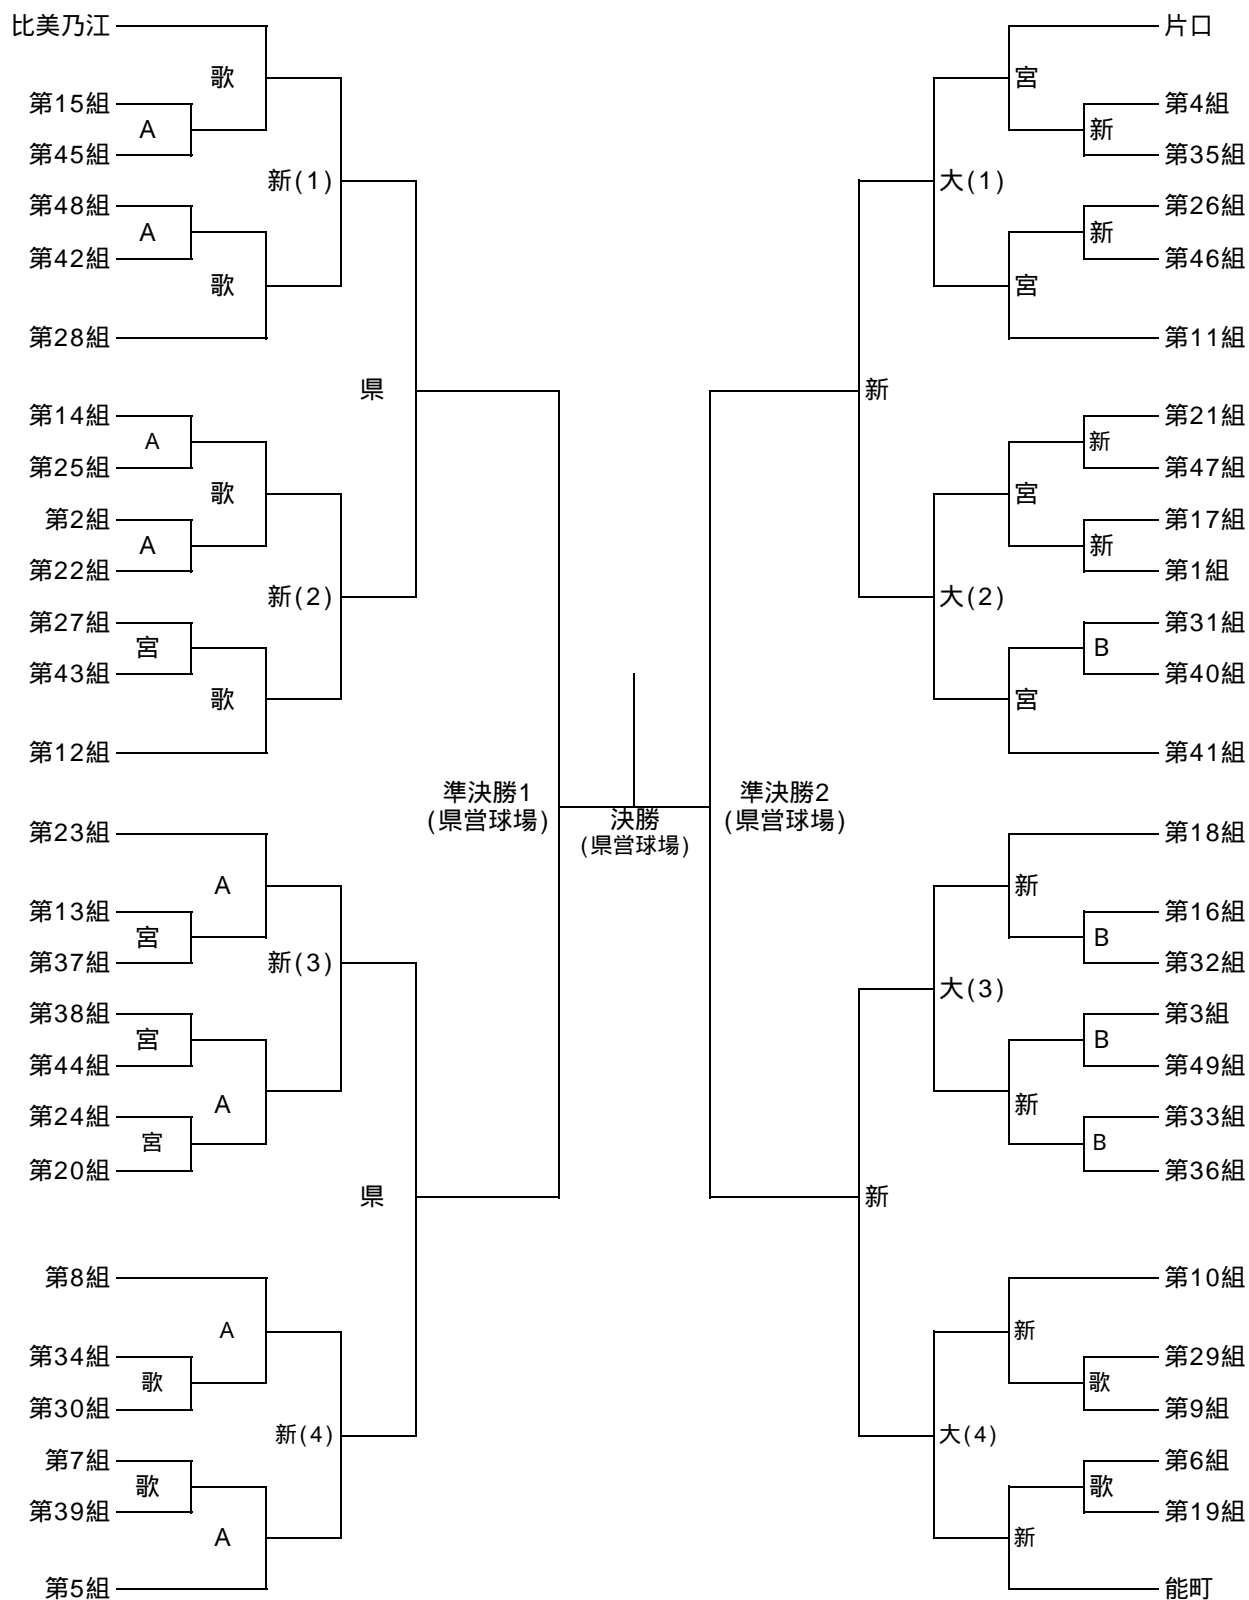 比美乃江
歌
第15組
A
第45組
新(1)
第48組
A
第42組
歌
第28組
県
第14組
A
第25組
歌
第2組
A
第22組
新(2)
第27組
宮
第43組
歌
第12組
準決勝1
(県営球場)
第23組
A
第13組
宮
第37組
新(3)
第38組
宮
第44組
A
第24組
宮
第20組
県
第8組
A
第34組
歌
第30組
新(4)
第7組
歌
第39組
A
第5組
決勝
(県営球場)
片口
宮
第4組
新
第35組
大(1)
第26組
新
第46組
宮
第11組
新
第21組
新
第47組
宮
第17組
新
第1組
大(2)
第31組
B
第40組
宮
第41組
準決勝2
(県営球場)
第18組
新
第16組
B
第32組
大(3)
第3組
B
第49組
新
第33組
B
第36組
新
第10組
新
第29組
歌
第9組
大(4)
第6組
歌
第19組
新
能町